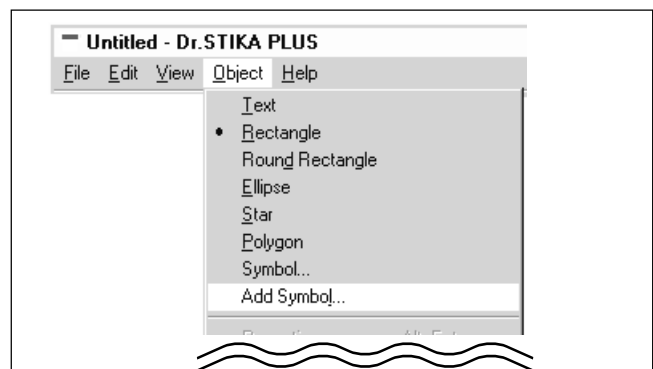 Untitled - Dr.STIKA PLUS
File Edit View Object Help
Text
• Rectangle
Round Rectangle
Ellipse
Star
Polygon
Symbol...
Add Symbol...